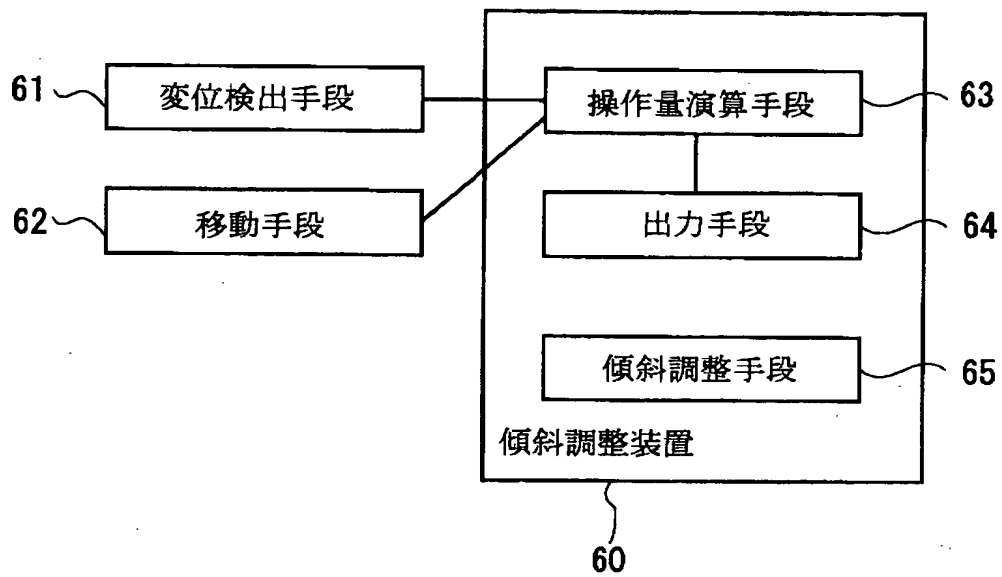 61
変位検出手段
操作量演算手段
63
62
移動手段
出力手段
64
傾斜調整手段
65
傾斜調整装置
60